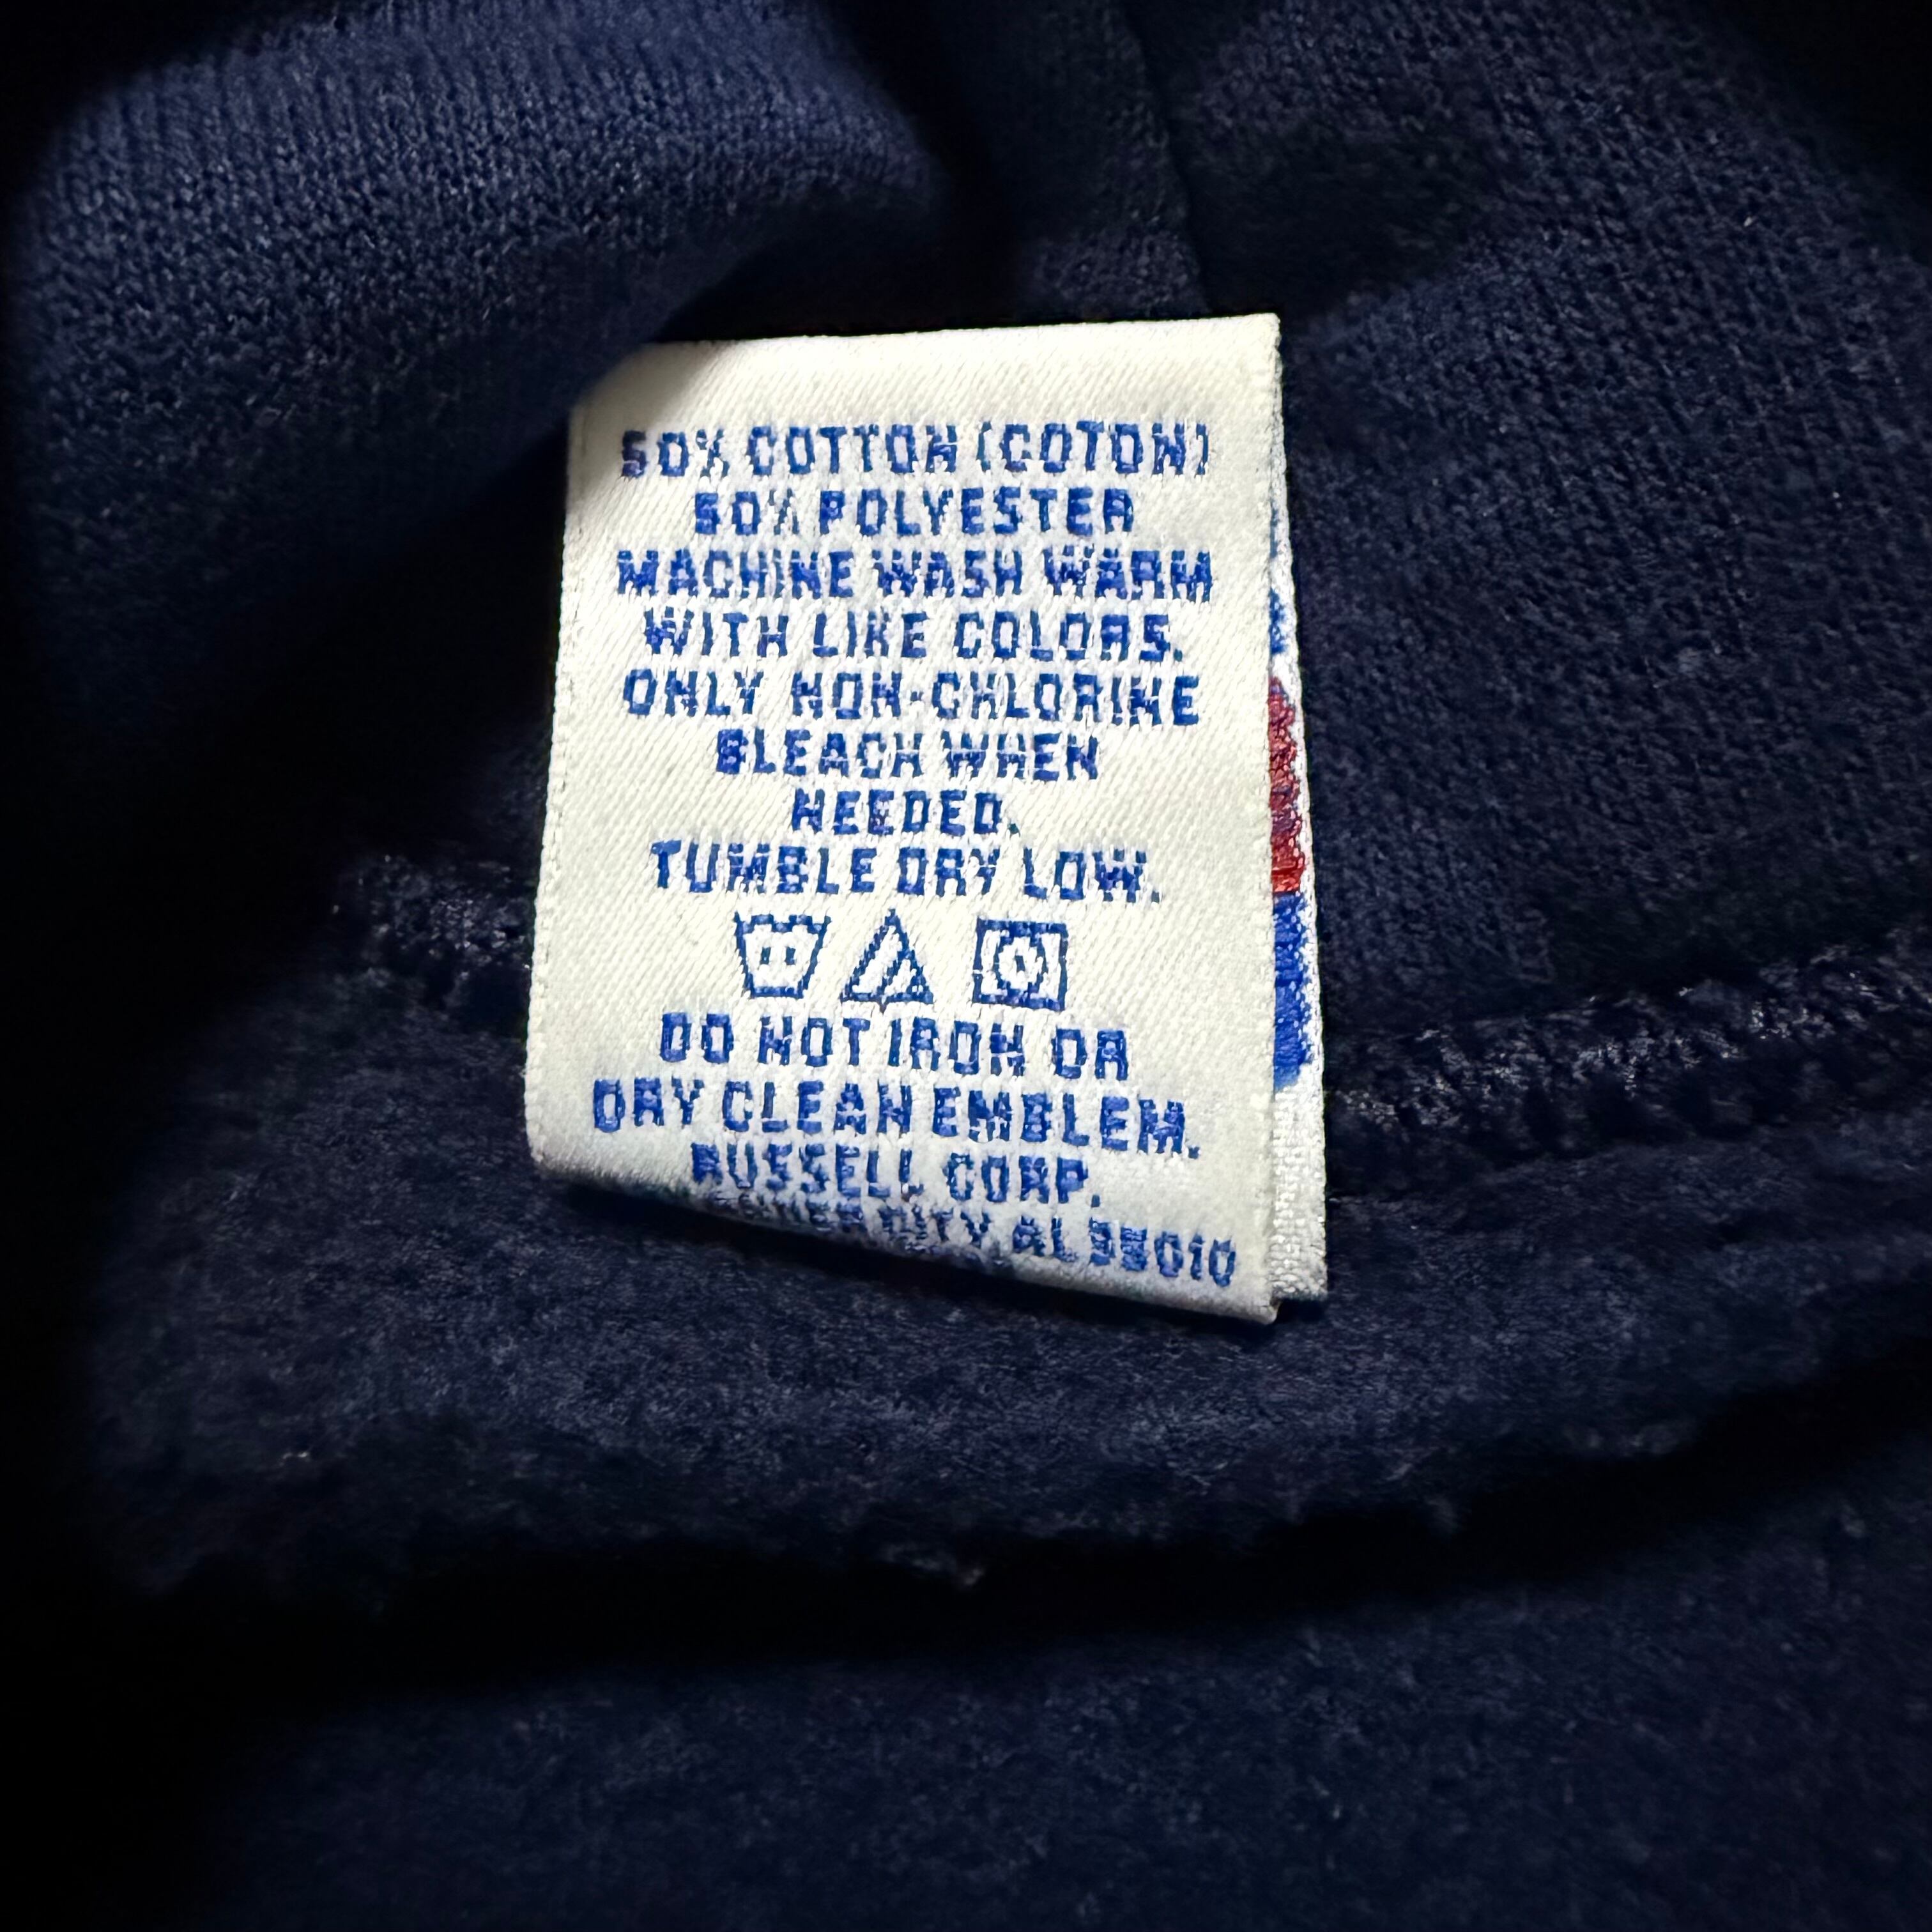 50% COTTON (COTON)
50% POLYESTER
MACHINE WASH WARM
WITH LIKE COLORS.
ONLY NON-CHLORINE
BLEACH WHEN
NEEDED.
TUMBLE DRY LOW.
DO NOT IRON OR
DRY CLEAN EMBLEM.
RUSSELL CORP.
CITY AL 35010